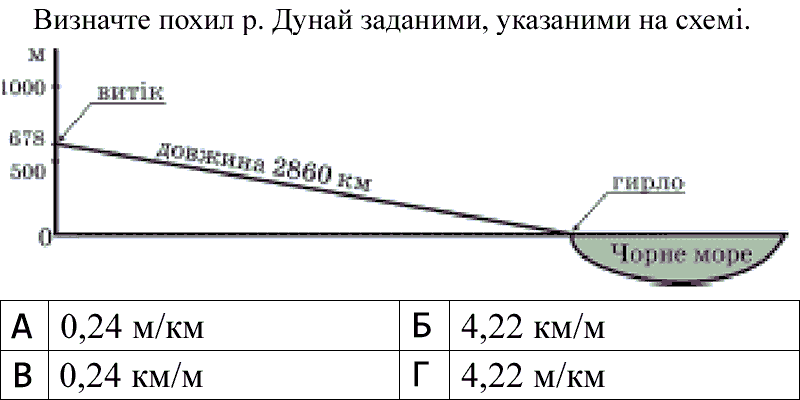 Визначте похил р. Дунай заданими, указаними на схемі.
м
1000
витік
678
довжина 2860 км
500
гирло
0
Чорне море
А 0,24 м/км Б 4,22 км/м
В 0,24 км/м Г 4,22 м/км